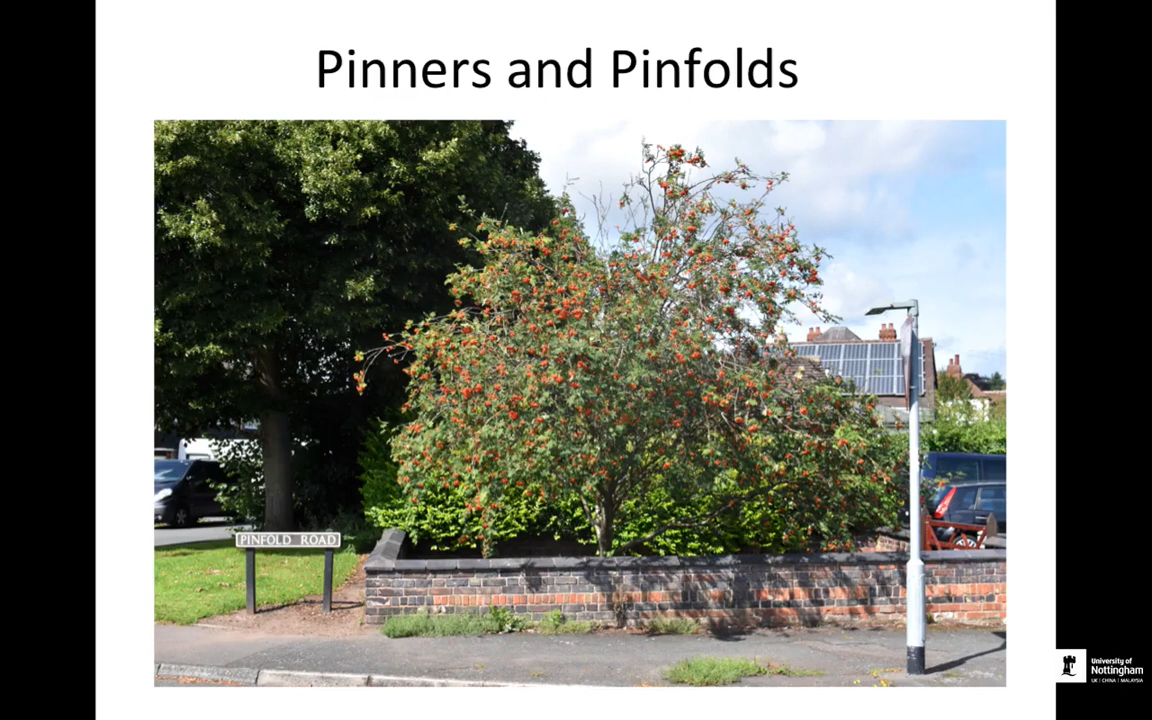 Pinners and Pinfolds
PINFOLD ROAD
University of
Nottingham
UK | CHINA | MALAYSIA